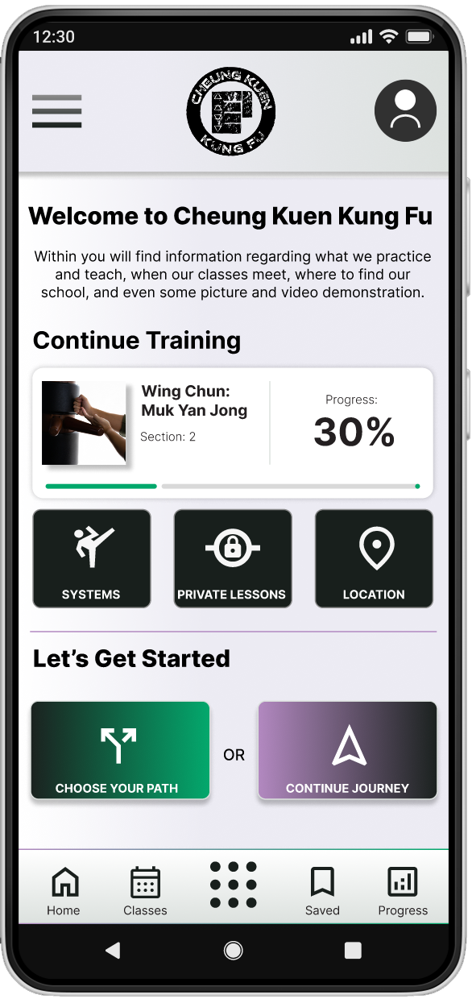 12:30
CHEUNG KUEN
KUNG FU
Welcome to Cheung Kuen Kung Fu
Within you will find information regarding what we practice
and teach, when our classes meet, where to find our
school, and even some picture and video demonstration.
Continue Training
Wing Chun:
Muk Yan Jong
Section: 2
Progress:
30%
SYSTEMS
PRIVATE LESSONS
LOCATION
Let’s Get Started
CHOOSE YOUR PATH
OR
CONTINUE JOURNEY
Home
Classes
Saved
Progress